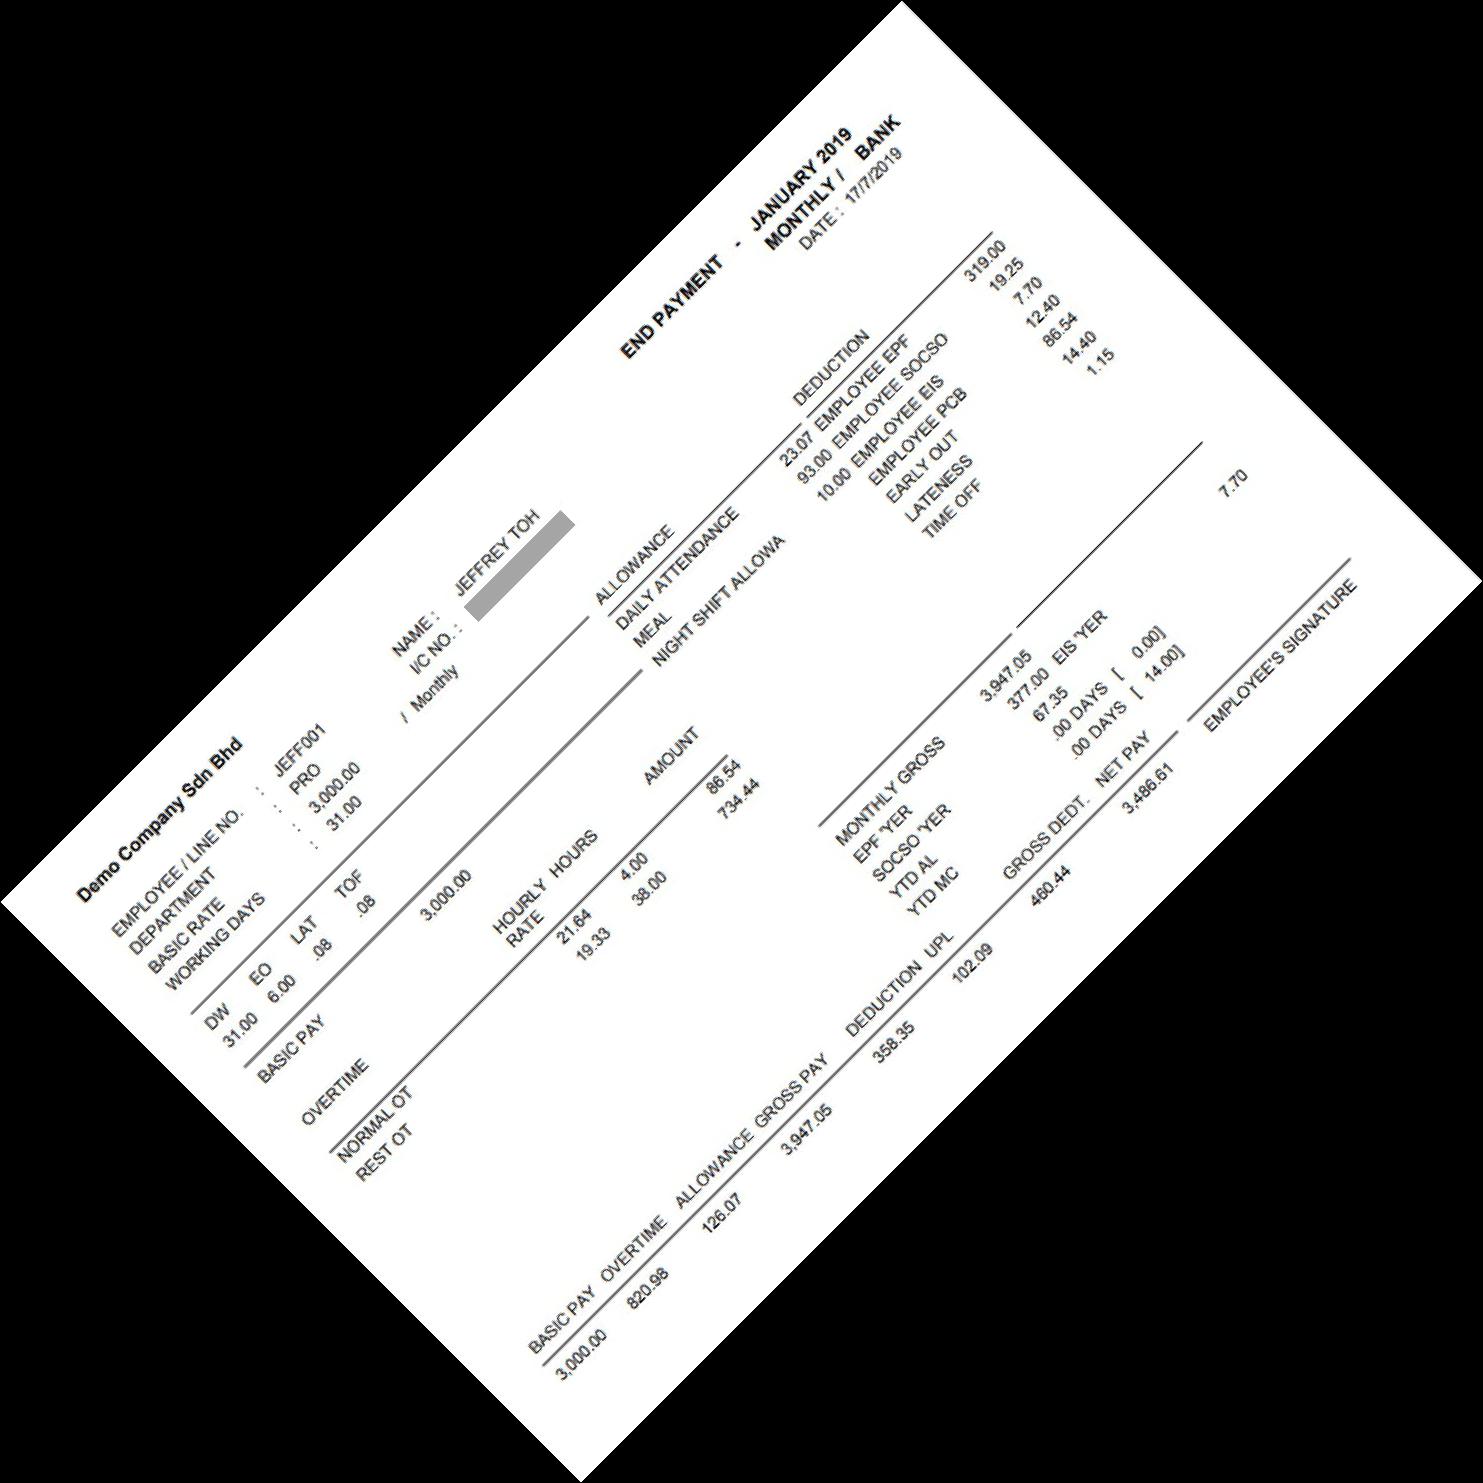 Demo Company Sdn Bhd END PAYMENT - JANUARY 2019
MONTHLY / BANK
EMPLOYEE / LINE NO. : JEFF001 NAME : JEFFREY TOH DATE : 17/7/2019
DEPARTMENT : PRO I/C NO. :
BASIC RATE : 3,000.00 / Monthly
WORKING DAYS : 31.00
DW EO LAT TOF ALLOWANCE DEDUCTION
31.00 6.00 .08 .08 DAILY ATTENDANCE 23.07 EMPLOYEE EPF 319.00
MEAL 93.00 EMPLOYEE SOCSO 19.25
BASIC PAY 3,000.00 NIGHT SHIFT ALLOWA 10.00 EMPLOYEE EIS 7.70
EMPLOYEE PCB 12.40
OVERTIME HOURLY HOURS AMOUNT EARLY OUT 86.54
RATE LATENESS 14.40
NORMAL OT 21.64 4.00 86.54 TIME OFF 1.15
REST OT 19.33 38.00 734.44
MONTHLY GROSS 3,947.05
EPF 'YER 377.00 EIS 'YER 7.70
SOCSO 'YER 67.35
YTD AL .00 DAYS [ 0.00]
YTD MC .00 DAYS [ 14.00]
BASIC PAY OVERTIME ALLOWANCE GROSS PAY DEDUCTION UPL GROSS DEDT. NET PAY
3,000.00 820.98 126.07 3,947.05 358.35 102.09 460.44 3,486.61 EMPLOYEE'S SIGNATURE